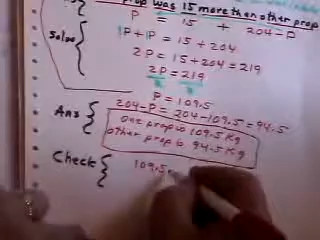 prop was 15 more than other prop
P = 15 + 204-P
Solve
1P+1P = 15 + 204
2P = 15 + 204 = 219
2P = 219
2 2
P = 109.5
Ans
204-P = 204-109.5 = 94.5
One prop is 109.5 Kg
other prop is 94.5 Kg
Check
109.5